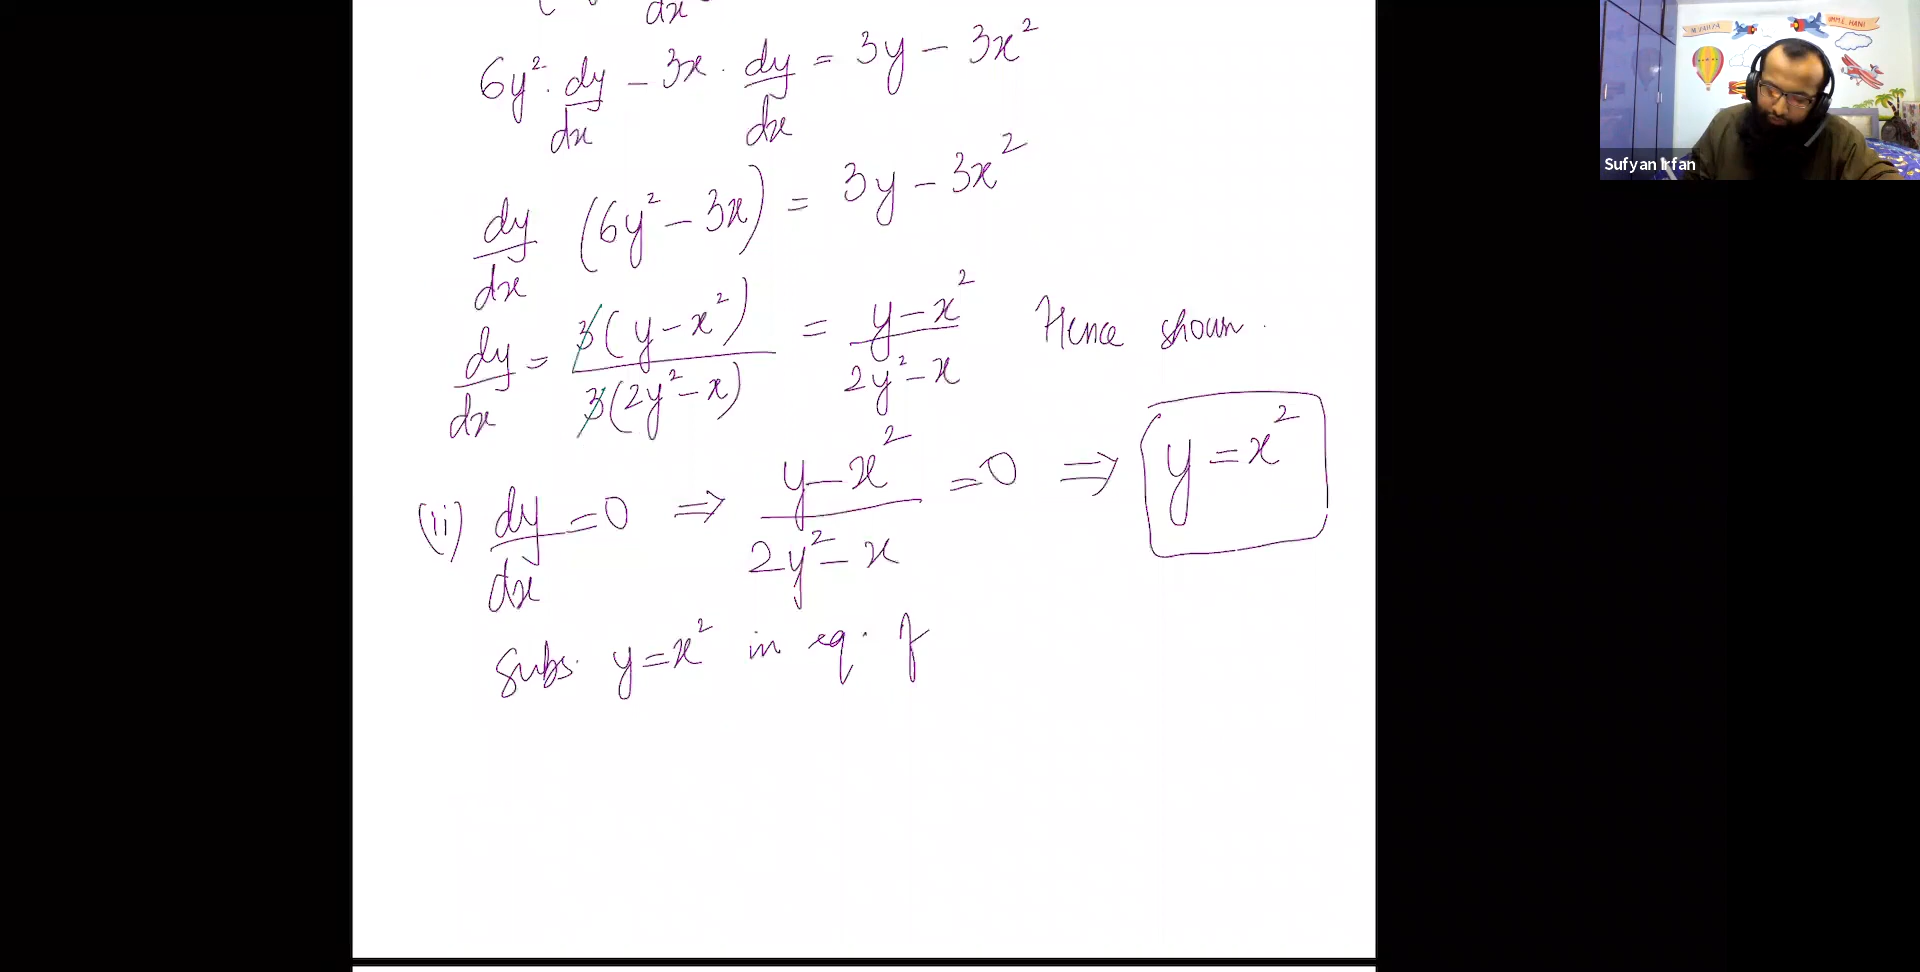 dx
6y² · dy/dx - 3x · dy/dx = 3y - 3x²
dy/dx (6y² - 3x) = 3y - 3x²
dy/dx = 3(y - x²)/3(2y² - x) = y - x²/2y² - x Hence shown.
(ii) dy/dx = 0 ⇒ y - x²/2y² - x = 0 ⇒ y = x²
Subs. y = x² in eq. of
Sufyan Irfan